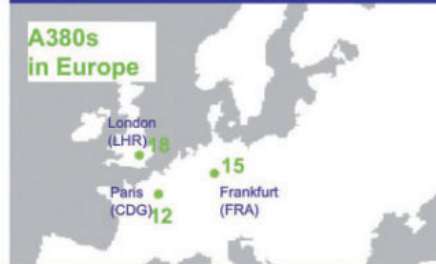 A380s
in Europe
London
(LHR) 18
15
Paris
(CDG) 12
Frankfurt
(FRA)